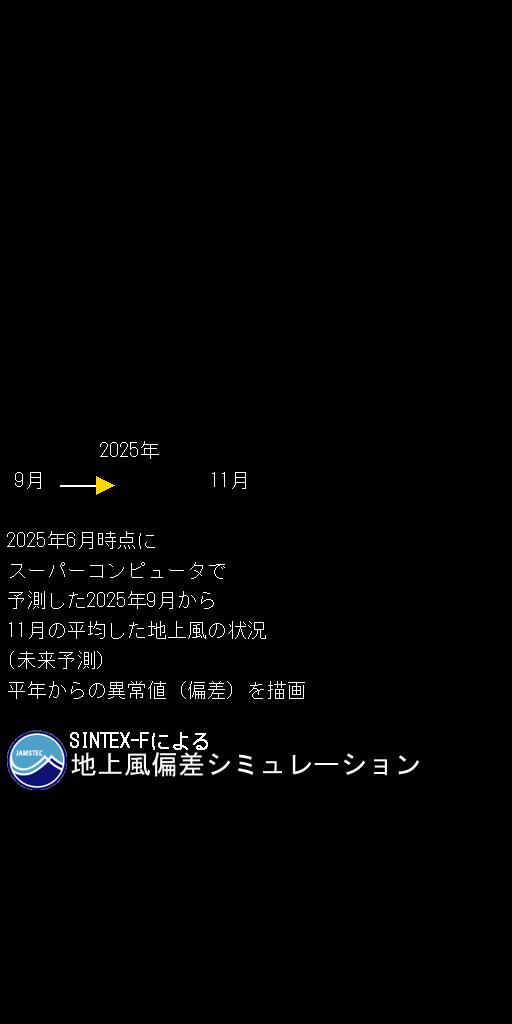 2025年
9月 11月
2025年6月時点に
スーパーコンピュータで
予測した2025年9月から
11月の平均した地上風の状況
(未来予測)
平年からの異常値(偏差)を描画
JAMSTEC
SINTEX-Fによる
地上風偏差シミュレーション